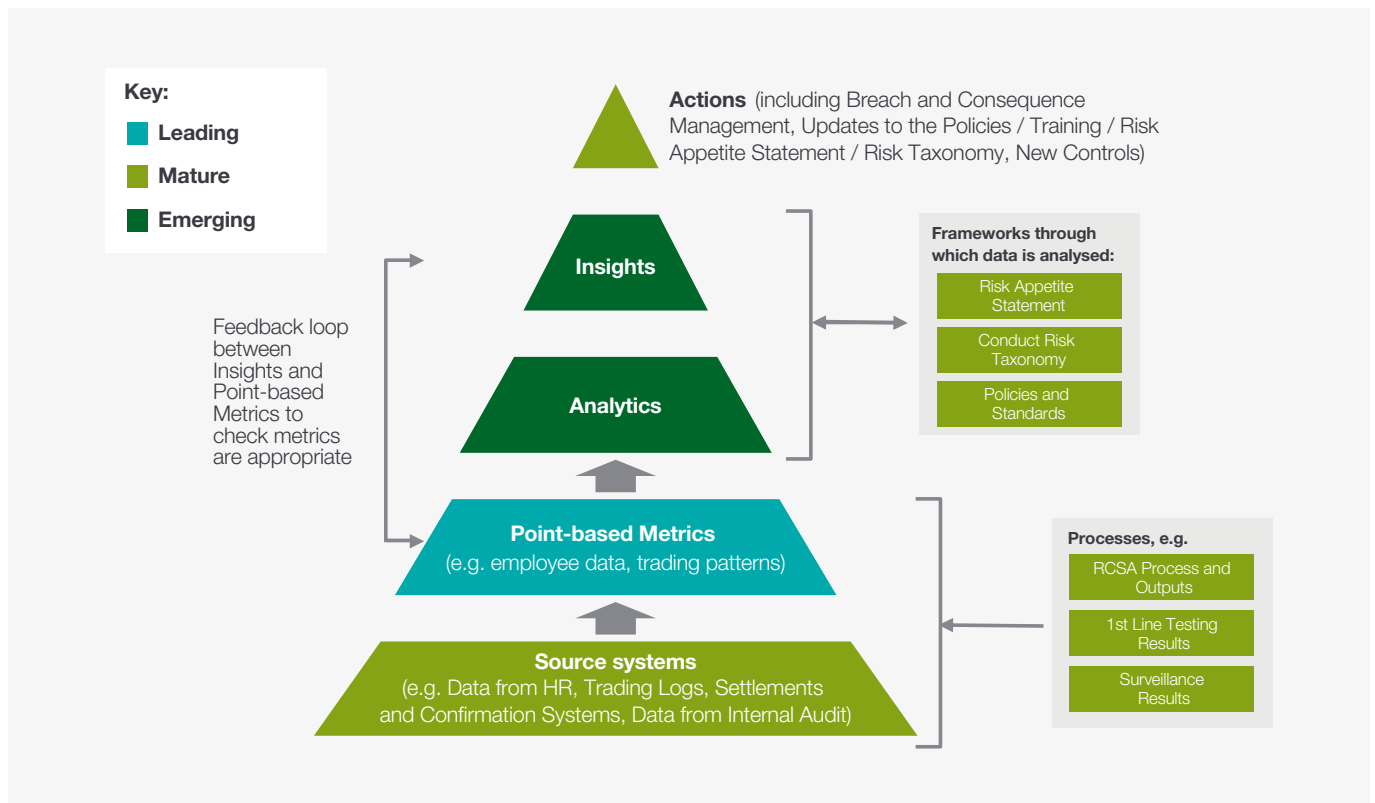 Key:
Leading
Mature
Emerging
Actions (including Breach and Consequence
Management, Updates to the Policies / Training / Risk
Appetite Statement / Risk Taxonomy, New Controls)
Insights
Analytics
Frameworks through
which data is analysed:
Risk Appetite
Statement
Conduct Risk
Taxonomy
Policies and
Standards
Feedback loop
between
Insights and
Point-based
Metrics to
check metrics
are appropriate
Point-based Metrics
(e.g. employee data, trading patterns)
Source systems
(e.g. Data from HR, Trading Logs, Settlements
and Confirmation Systems, Data from Internal Audit)
Processes, e.g.
RCSA Process and
Outputs
1st Line Testing
Results
Surveillance
Results